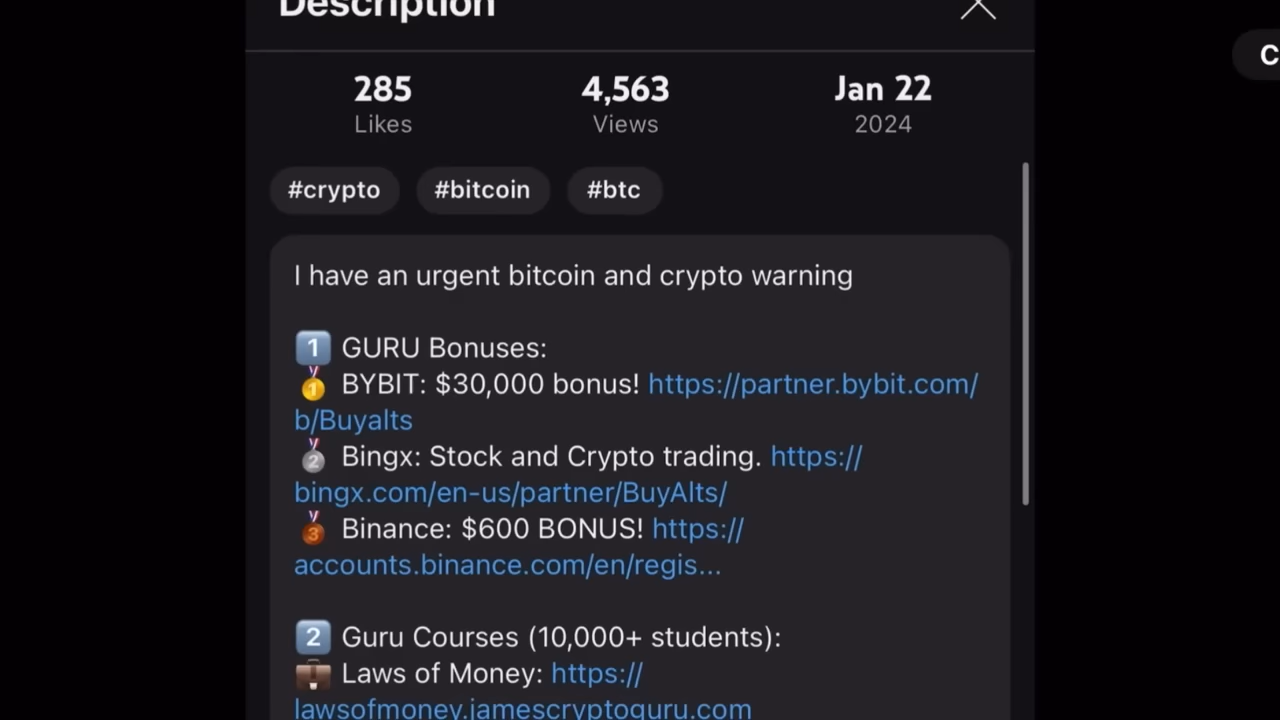 Description
C
285 4,563 Jan 22
Likes Views 2024
#crypto #bitcoin #btc
I have an urgent bitcoin and crypto warning
1 GURU Bonuses:
🥇 BYBIT: $30,000 bonus! https://partner.bybit.com/
b/Buyalts
🥈 Bingx: Stock and Crypto trading. https://
bingx.com/en-us/partner/BuyAlts/
🥉 Binance: $600 BONUS! https://
accounts.binance.com/en/regis...
2 Guru Courses (10,000+ students):
💼 Laws of Money: https://
lawsofmoney.jamescryptoguru.com